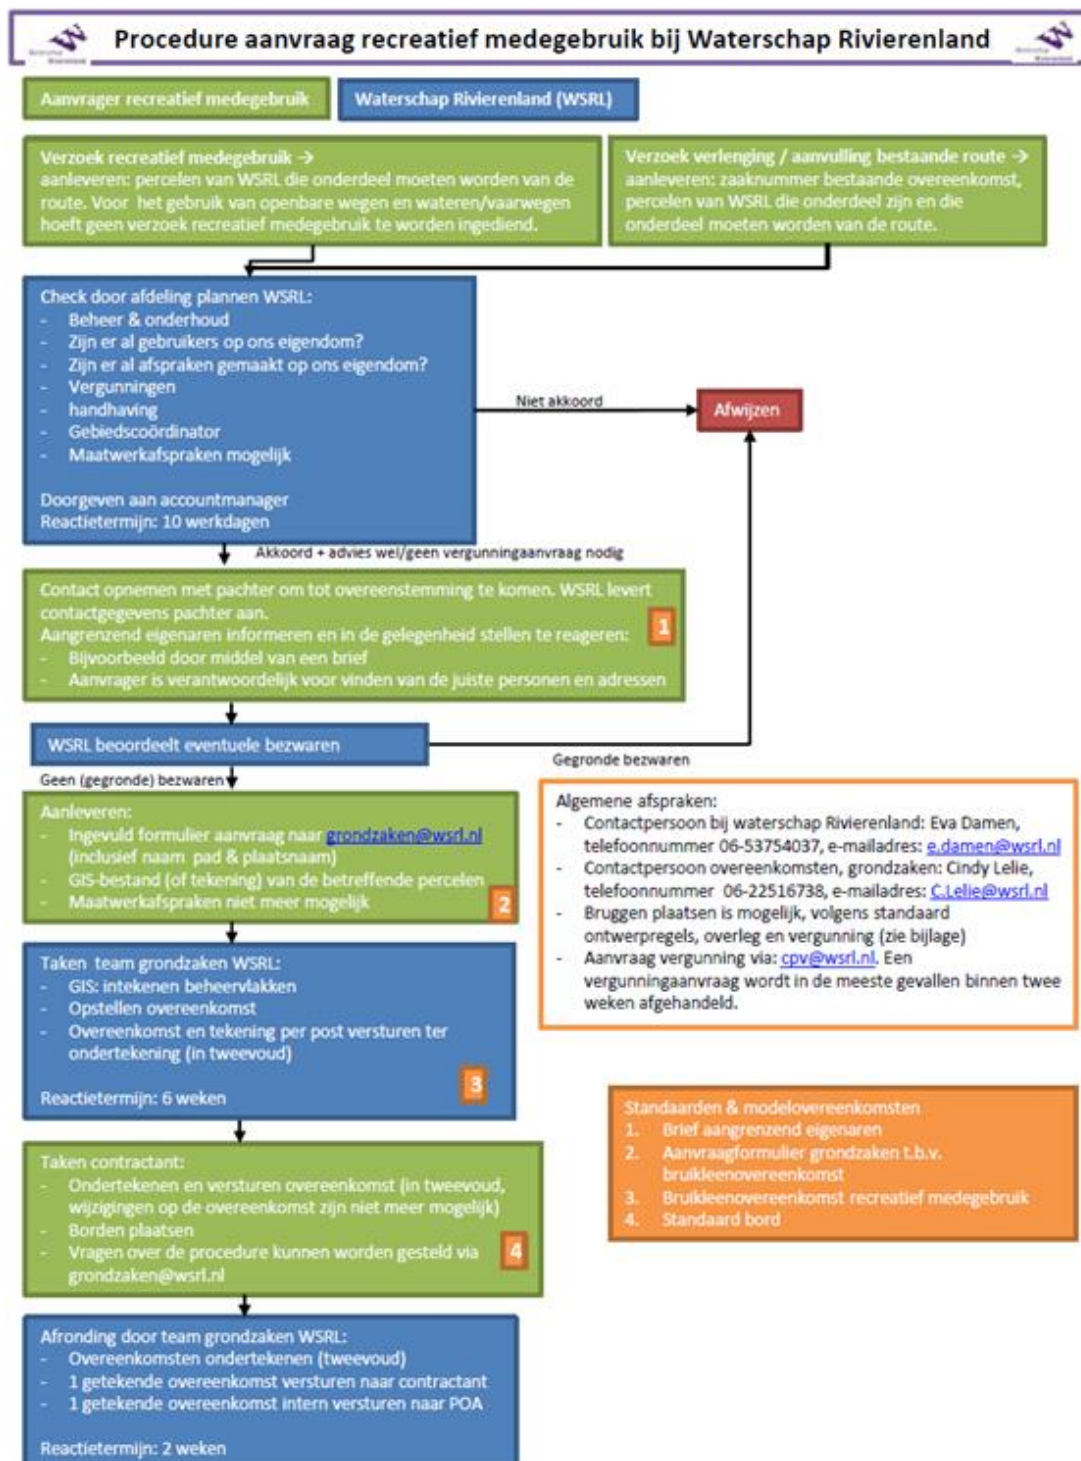 Procedure aanvraag recreatief medegebruik bij Waterschap Rivierenland
Waterschap
Rivierenland
Waterschap
Rivierenland
Aanvrager recreatief medegebruik
Waterschap Rivierenland (WSRL)
Verzoek recreatief medegebruik →
aanleveren: percelen van WSRL die onderdeel moeten worden van de
route. Voor het gebruik van openbare wegen en wateren/vaarwegen
hoeft geen verzoek recreatief medegebruik te worden ingediend.
Verzoek verlenging / aanvulling bestaande route →
aanleveren: zaaknummer bestaande overeenkomst,
percelen van WSRL die onderdeel zijn en die
onderdeel moeten worden van de route.
Check door afdeling plannen WSRL:
- Beheer & onderhoud
- Zijn er al gebruikers op ons eigendom?
- Zijn er al afspraken gemaakt op ons eigendom?
- Vergunningen
- handhaving
- Gebiedscoördinator
- Maatwerkafspraken mogelijk
Doorgeven aan accountmanager
Reactietermijn: 10 werkdagen
Niet akkoord
Afwijzen
Akkoord + advies wel/geen vergunningaanvraag nodig
Contact opnemen met pachter om tot overeenstemming te komen. WSRL levert
contactgegevens pachter aan.
Aangrenzend eigenaren informeren en in de gelegenheid stellen te reageren:
- Bijvoorbeeld door middel van een brief
- Aanvrager is verantwoordelijk voor vinden van de juiste personen en adressen
1
WSRL beoordeelt eventuele bezwaren
Gegronde bezwaren
Geen (gegronde) bezwaren
Aanleveren:
- Ingevuld formulier aanvraag naar grondzaken@wsrl.nl
(inclusief naam pad & plaatsnaam)
- GIS-bestand (of tekening) van de betreffende percelen
- Maatwerkafspraken niet meer mogelijk
2
Algemene afspraken:
- Contactpersoon bij waterschap Rivierenland: Eva Damen,
telefoonnummer 06-53754037, e-mailadres: e.damen@wsrl.nl
- Contactpersoon overeenkomsten, grondzaken: Cindy Lelie,
telefoonnummer 06-22516738, e-mailadres: C.Lelie@wsrl.nl
- Bruggen plaatsen is mogelijk, volgens standaard
ontwerpregels, overleg en vergunning (zie bijlage)
- Aanvraag vergunning via: cpv@wsrl.nl. Een
vergunningaanvraag wordt in de meeste gevallen binnen twee
weken afgehandeld.
Taken team grondzaken WSRL:
- GIS: intekenen beheervlakken
- Opstellen overeenkomst
- Overeenkomst en tekening per post versturen ter
ondertekening (in tweevoud)
Reactietermijn: 6 weken
3
Standaarden & modelovereenkomsten
1. Brief aangrenzend eigenaren
2. Aanvraagformulier grondzaken t.b.v.
bruikleenovereenkomst
3. Bruikleenovereenkomst recreatief medegebruik
4. Standaard bord
Taken contractant:
- Ondertekenen en versturen overeenkomst (in tweevoud,
wijzigingen op de overeenkomst zijn niet meer mogelijk)
- Borden plaatsen
- Vragen over de procedure kunnen worden gesteld via
grondzaken@wsrl.nl
4
Afronding door team grondzaken WSRL:
- Overeenkomsten ondertekenen (tweevoud)
- 1 getekende overeenkomst versturen naar contractant
- 1 getekende overeenkomst intern versturen naar POA
Reactietermijn: 2 weken